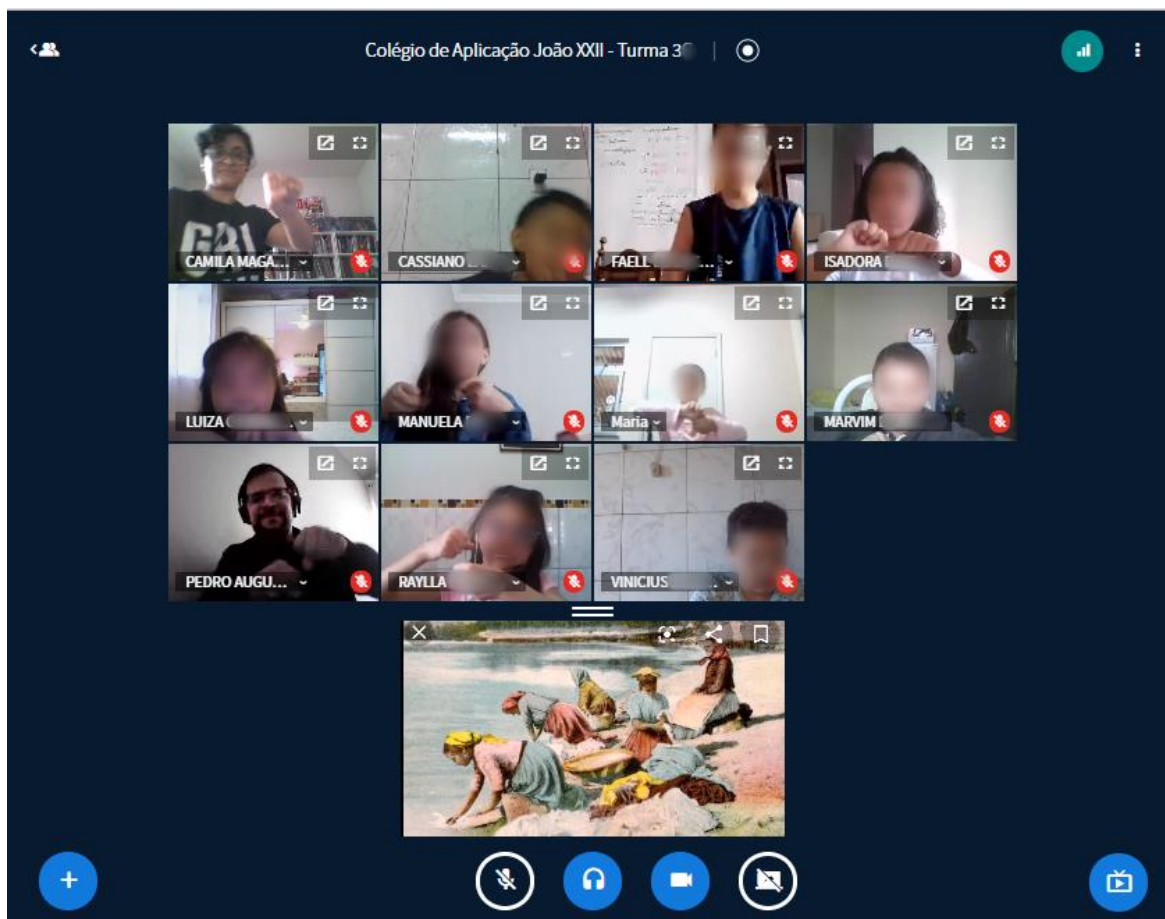 Colégio de Aplicação João XXII - Turma 3
CAMILA MAGA...
CASSIANO
FAELL ...
ISADORA
LUIZA
MANUELA
Maria
MARVIM
PEDRO AUGU...
RAYLLA
VINICIUS